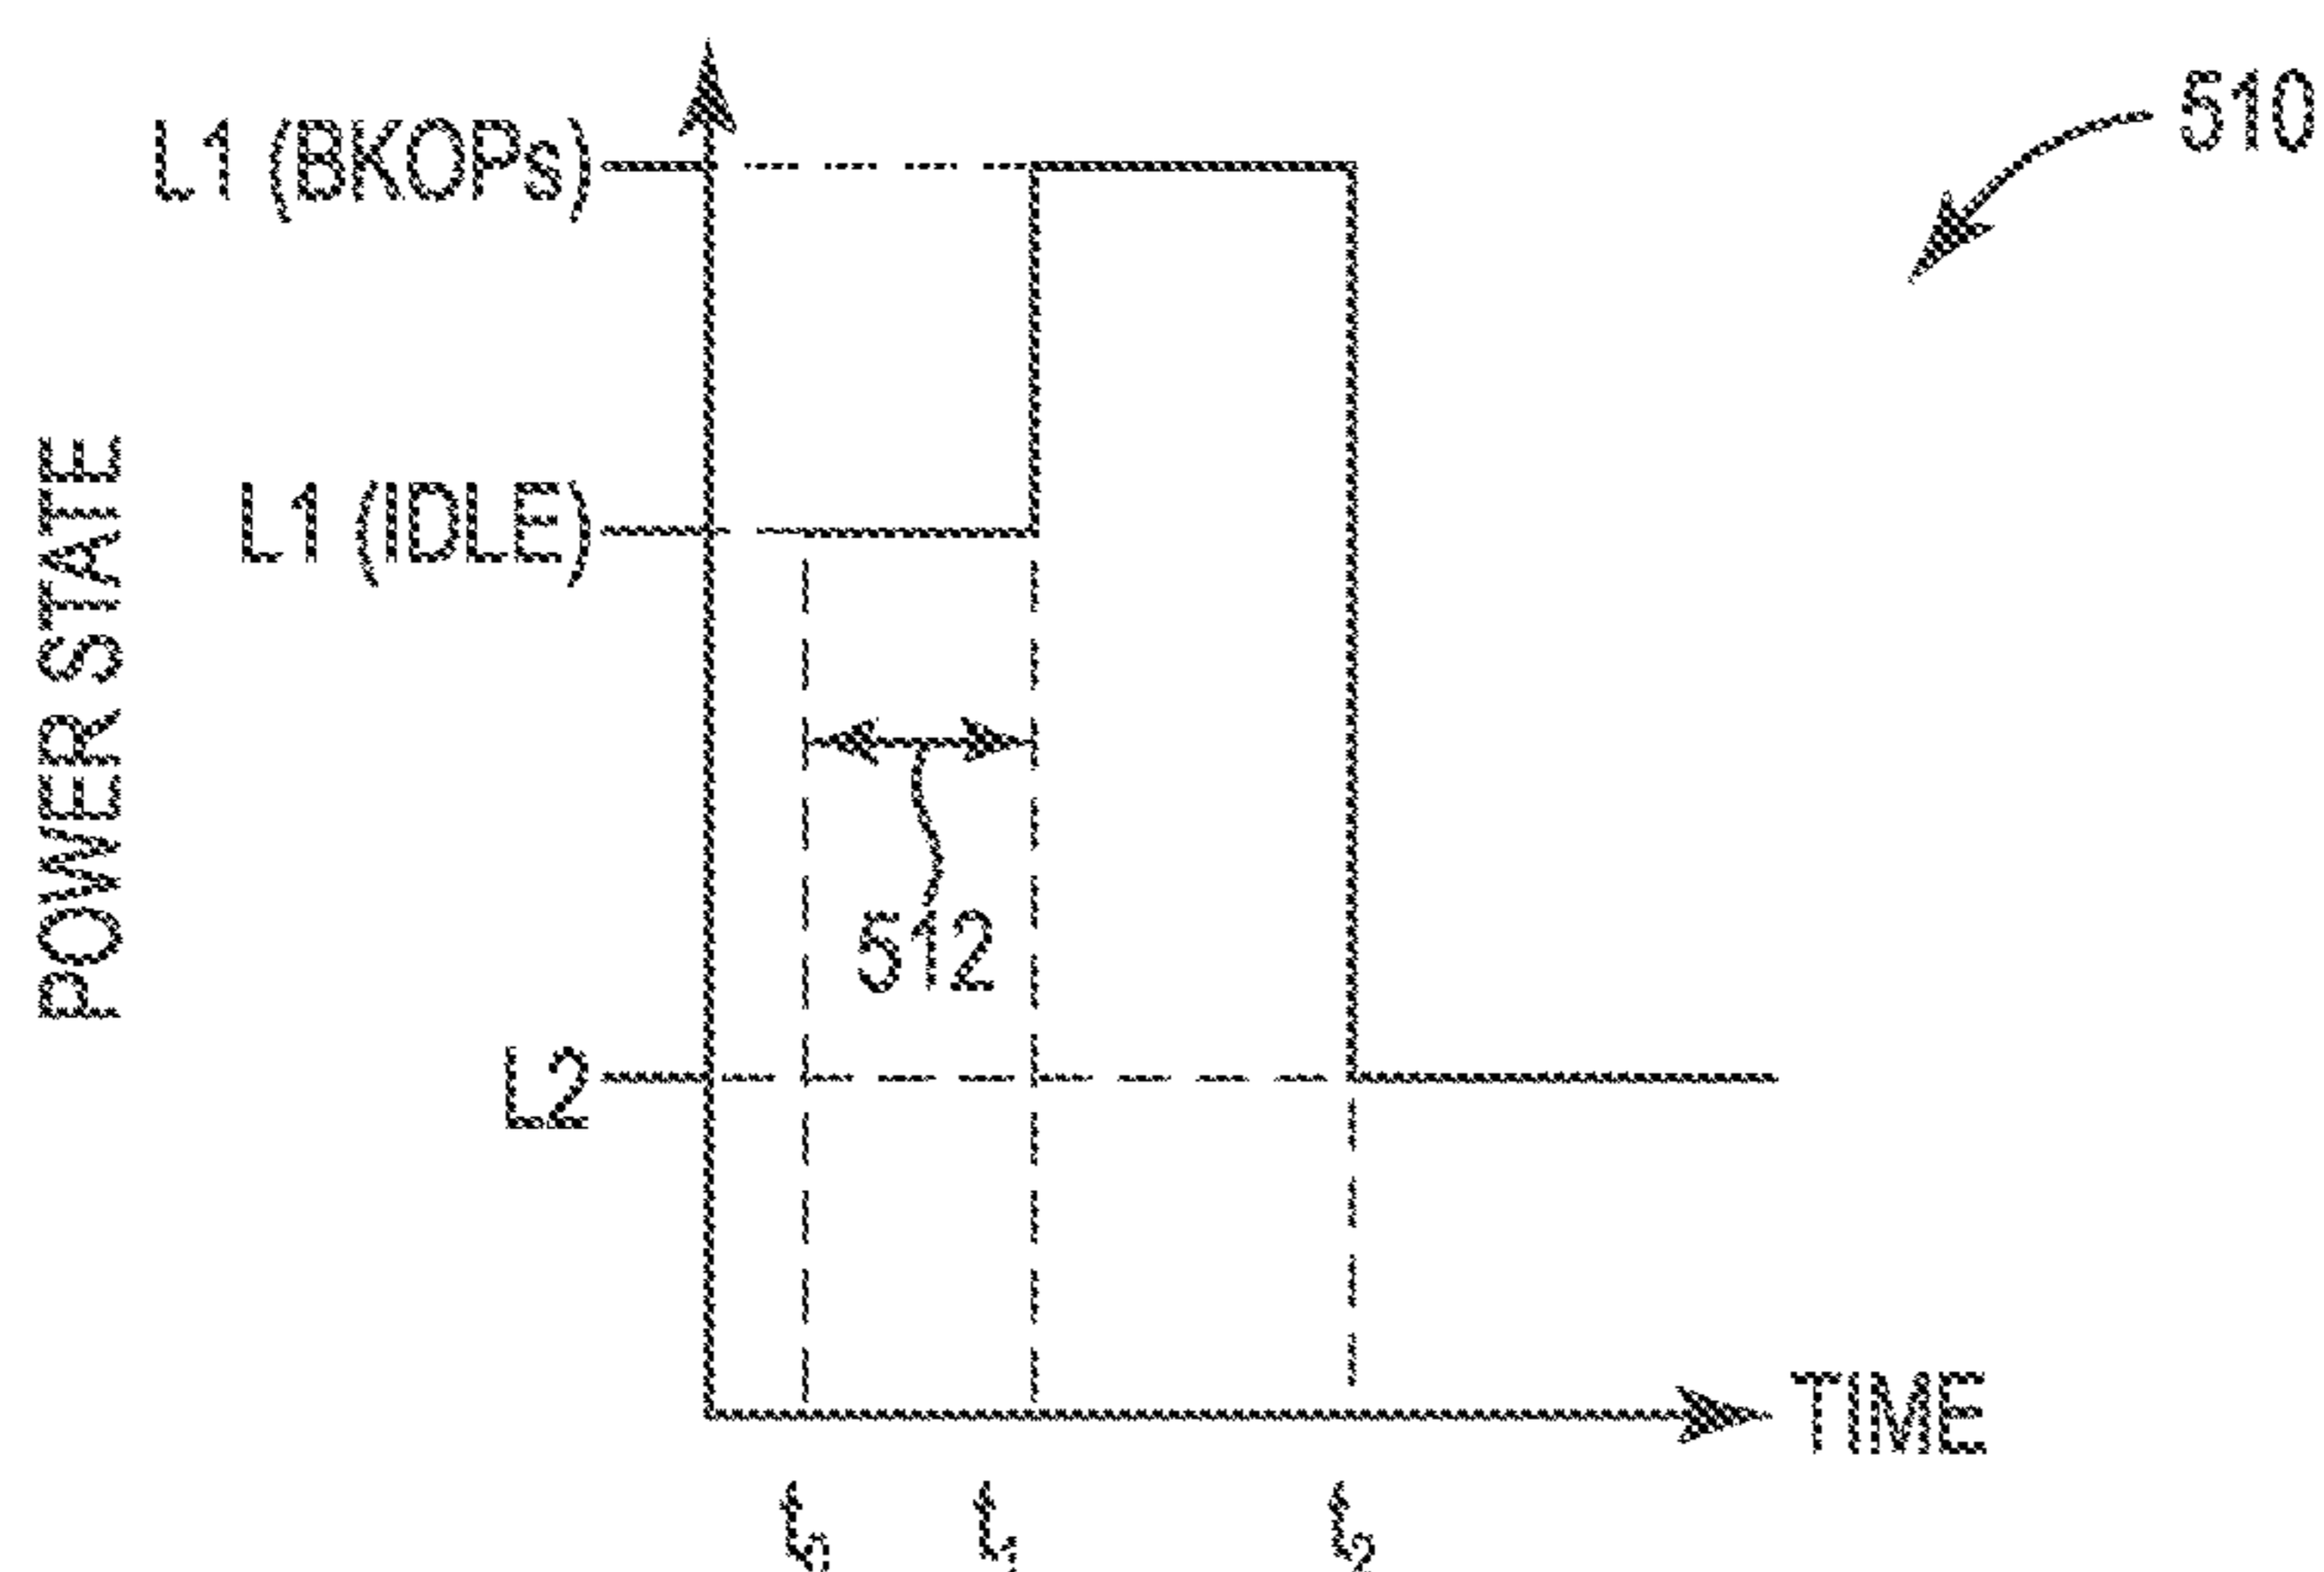 510
L1 (BKOPs)
L1 (IDLE)
POWER STATE
512
L2
TIME
t₀ t₁ t₂